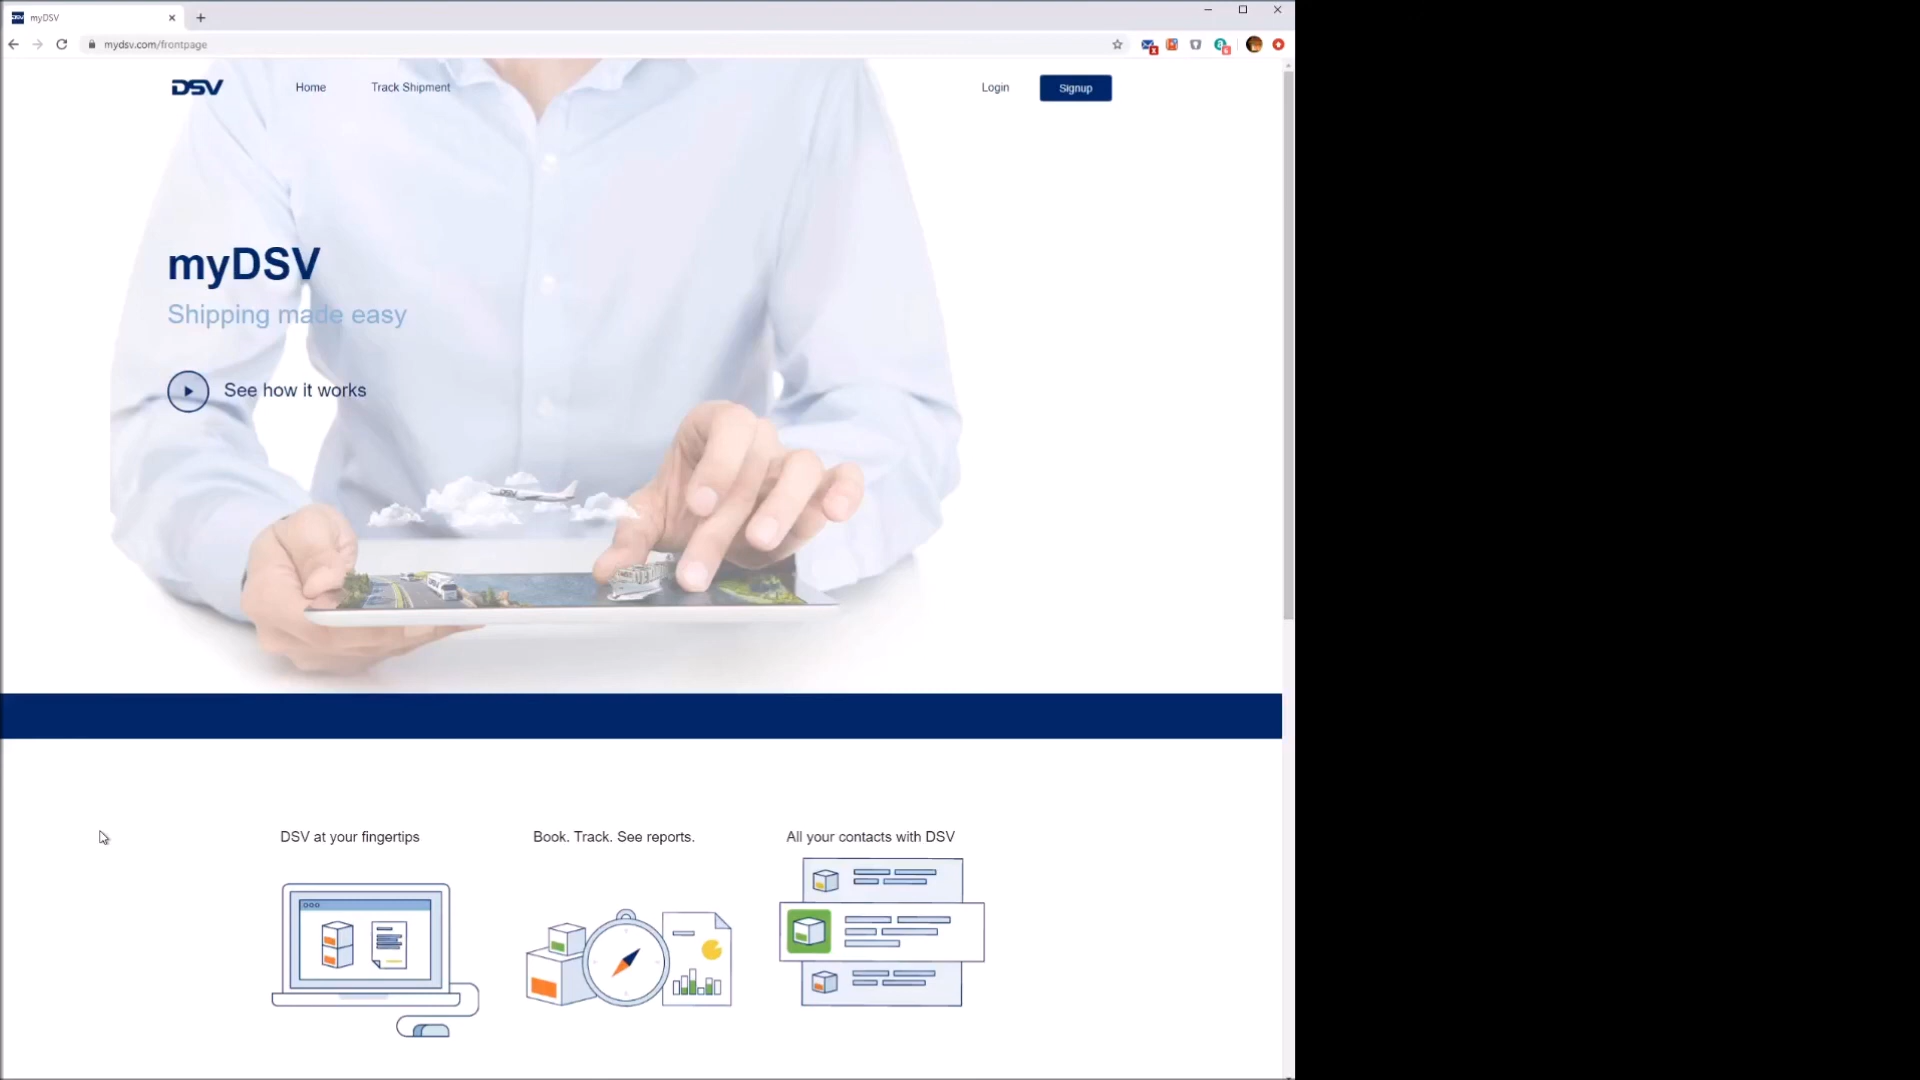 myDSV
mydsv.com/frontpage
DSV
Home
Track Shipment
Login
Signup
myDSV
Shipping made easy
See how it works
DSV at your fingertips
Book. Track. See reports.
All your contacts with DSV